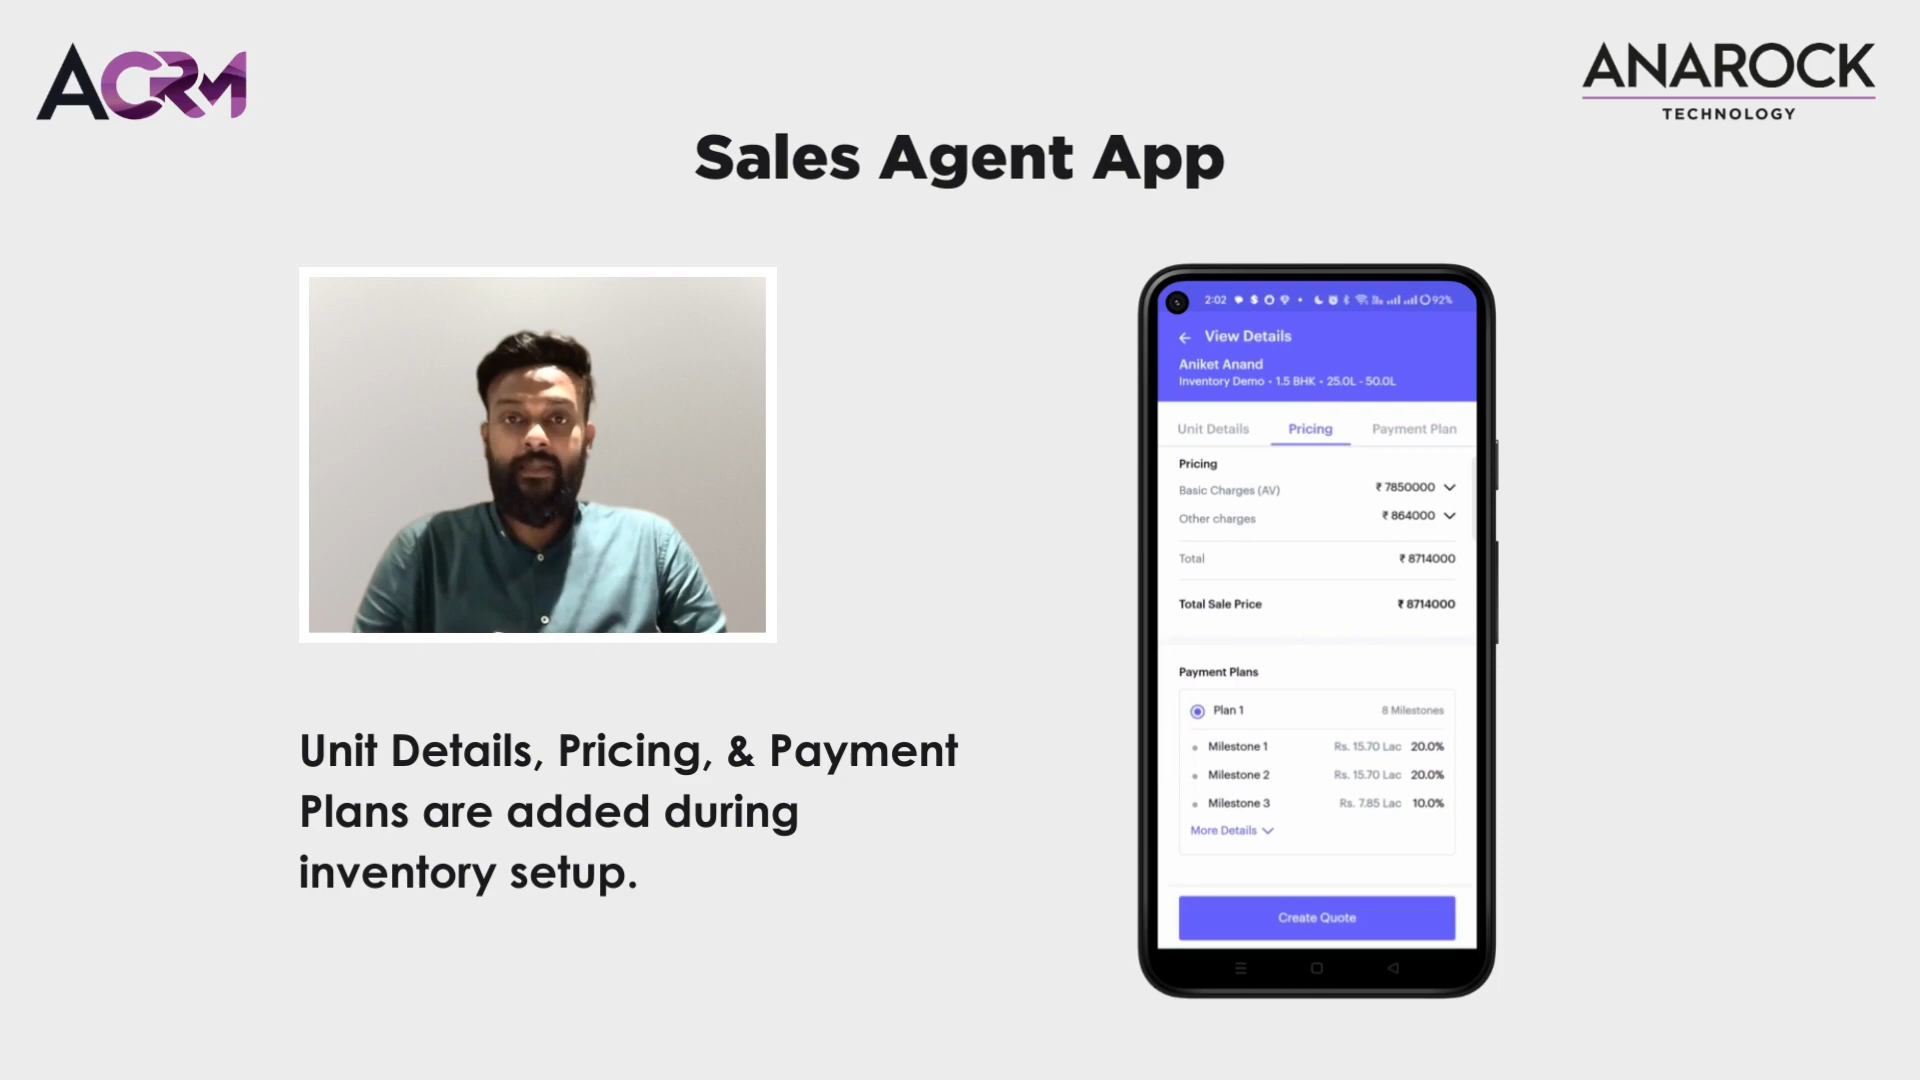 ACRM
ANAROCK
TECHNOLOGY
Sales Agent App
2:02 92%
View Details
Aniket Anand
Inventory Demo • 1.5 BHK • 25.0L - 50.0L
Unit Details Pricing Payment Plan
Pricing
Basic Charges (AV) ₹ 7850000
Other charges ₹ 864000
Total ₹ 8714000
Total Sale Price ₹ 8714000
Payment Plans
Plan 1 8 Milestones
Milestone 1 Rs. 15.70 Lac 20.0%
Milestone 2 Rs. 15.70 Lac 20.0%
Milestone 3 Rs. 7.85 Lac 10.0%
More Details
Create Quote
Unit Details, Pricing, & Payment
Plans are added during
inventory setup.